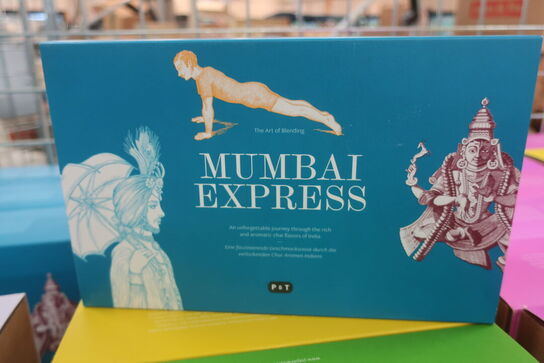 The Art of Blending
MUMBAI
EXPRESS
An unforgettable journey through the rich
and aromatic chai flavors of India
Eine faszinierende Geschmacksreise durch die
verlockenden Chai-Aromen Indiens
P & T